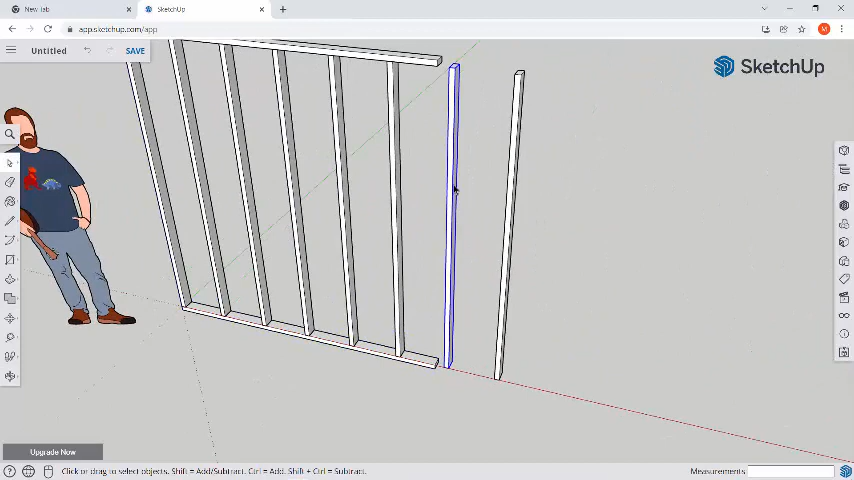 New Tab
SketchUp
app.sketchup.com/app
M
Untitled
SAVE
SketchUp
Upgrade Now
Click or drag to select objects. Shift = Add/Subtract. Ctrl = Add. Shift + Ctrl = Subtract.
Measurements